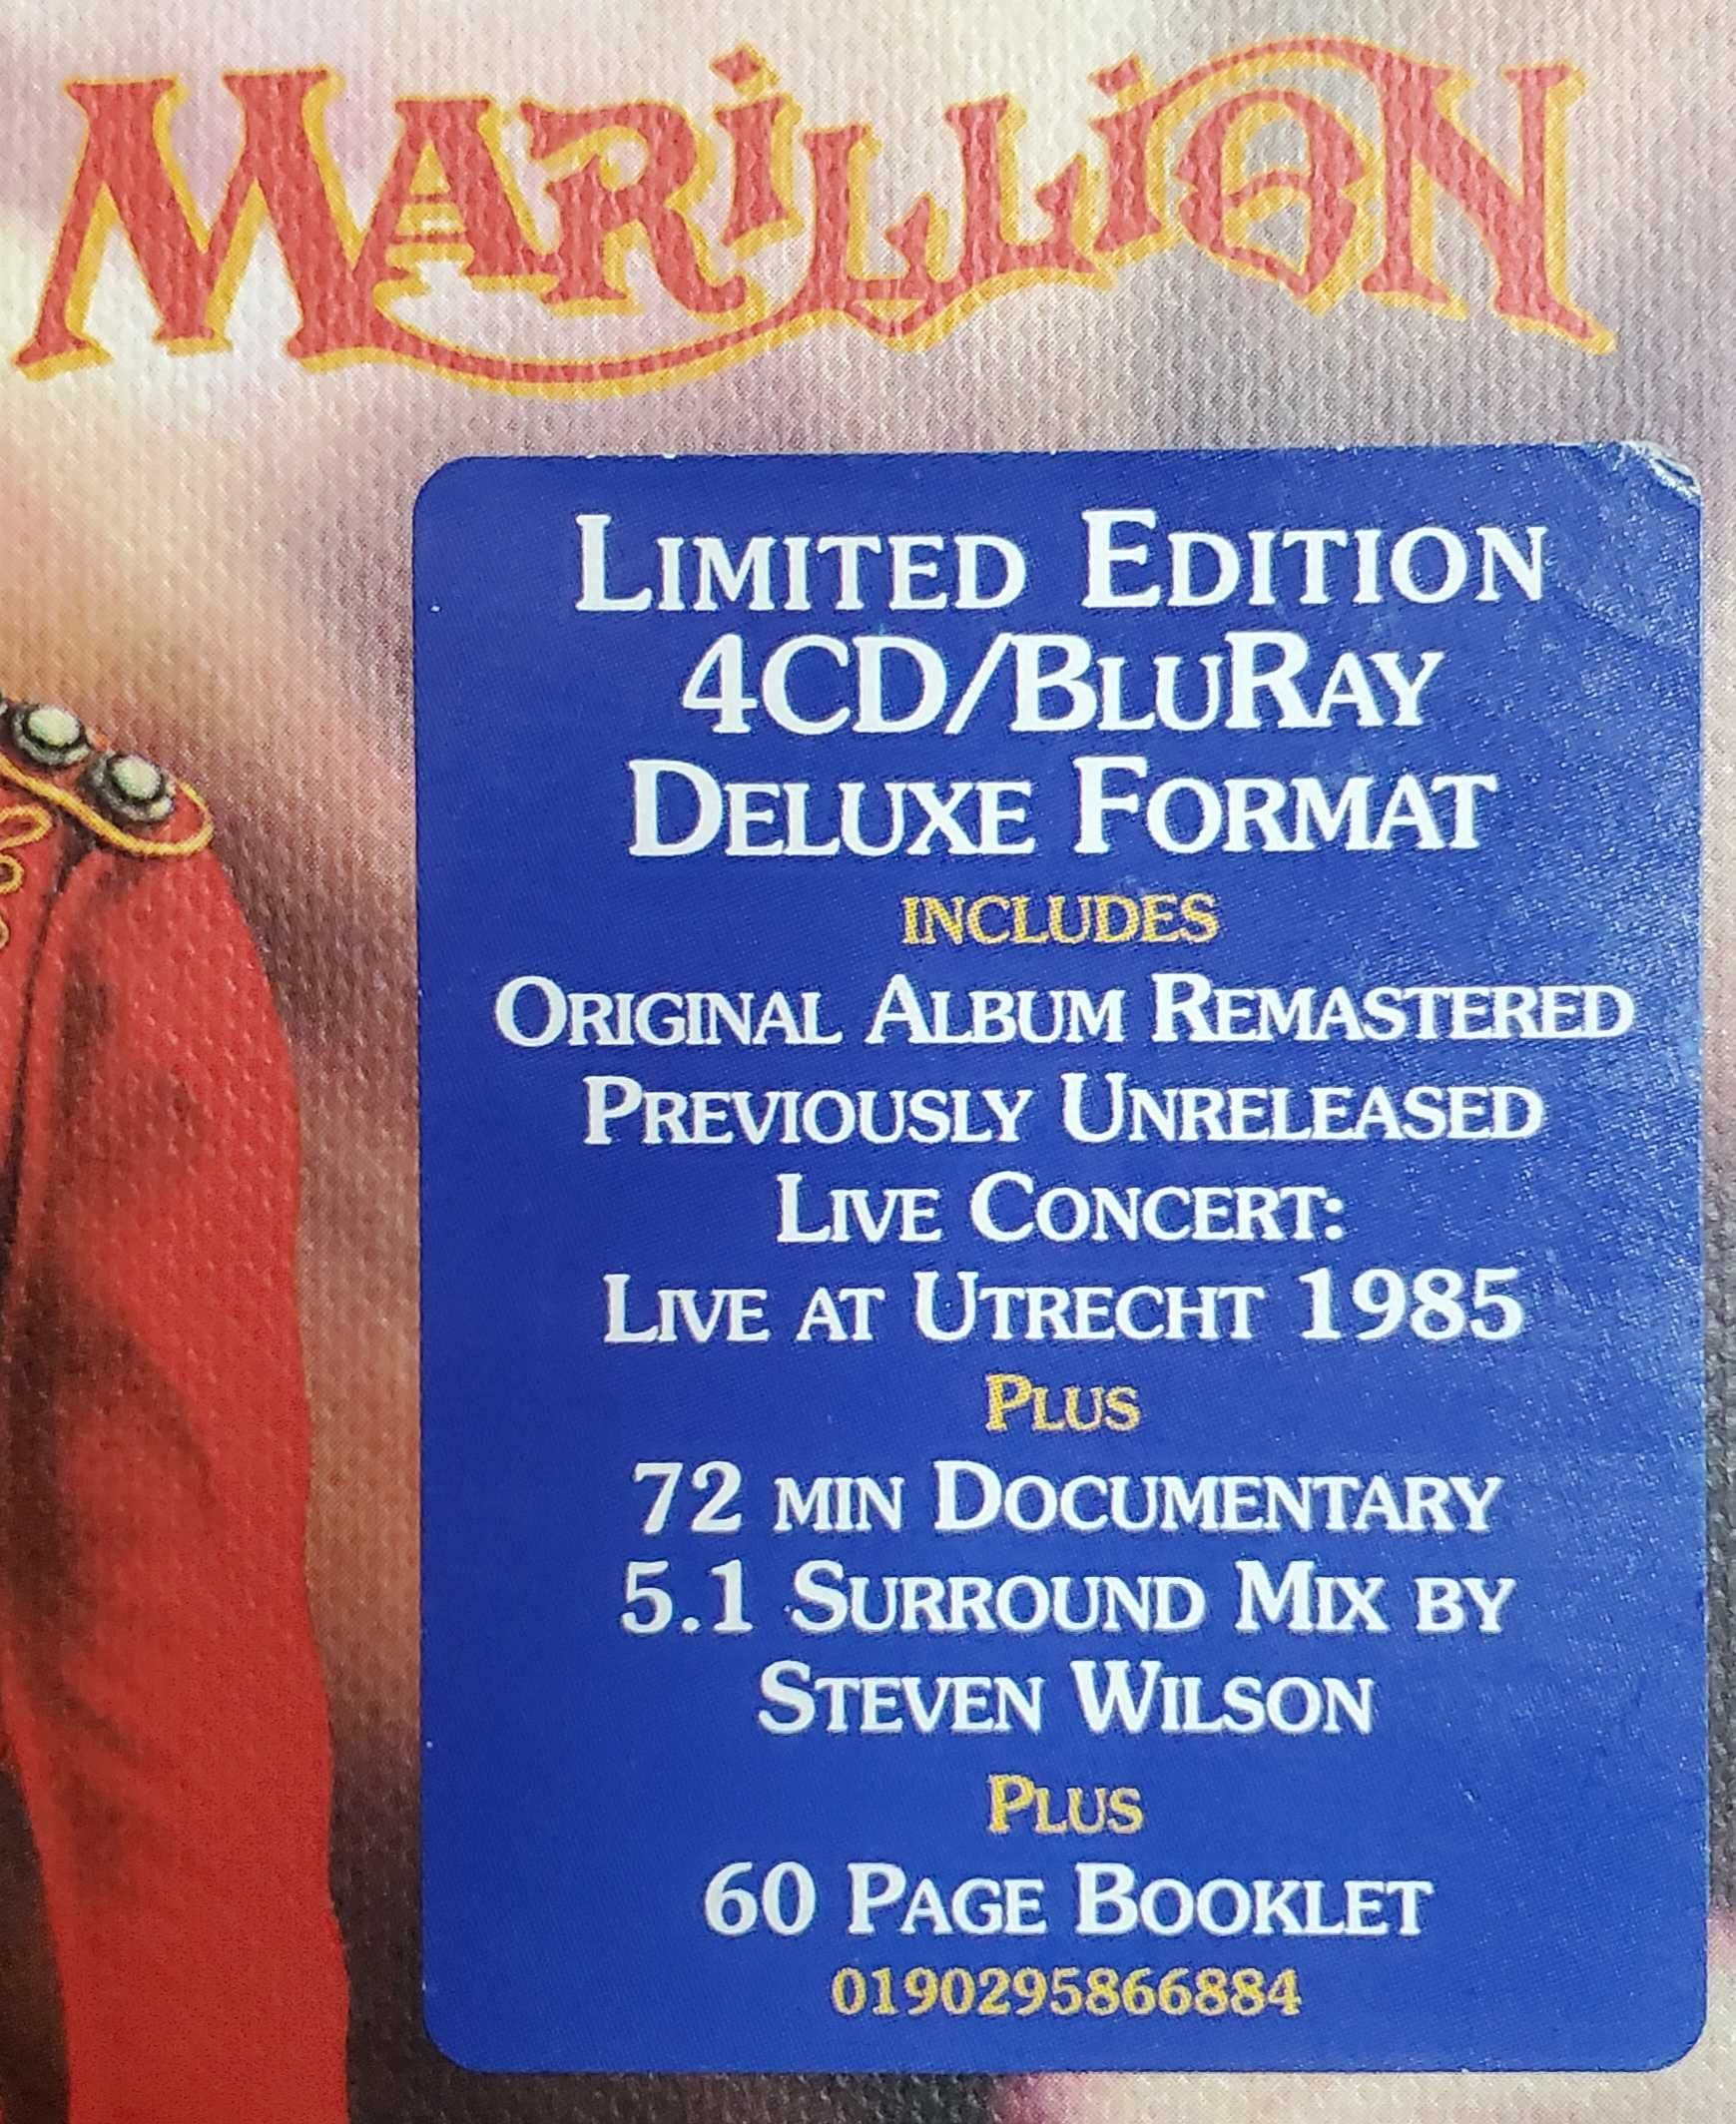 MARILLION
LIMITED EDITION
4CD/BLURAY
DELUXE FORMAT
INCLUDES
ORIGINAL ALBUM REMASTERED
PREVIOUSLY UNRELEASED
LIVE CONCERT:
LIVE AT UTRECHT 1985
PLUS
72 MIN DOCUMENTARY
5.1 SURROUND MIX BY
STEVEN WILSON
PLUS
60 PAGE BOOKLET
0190295866884